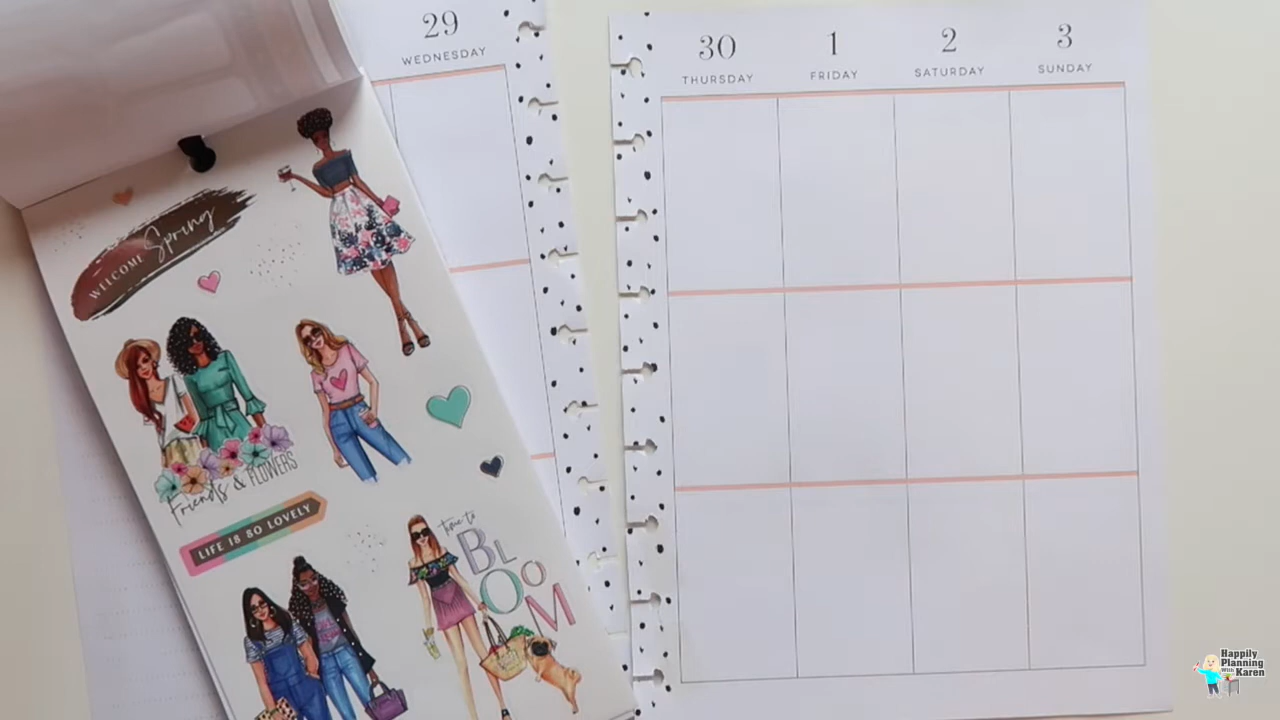 29
WEDNESDAY
30
THURSDAY
1
FRIDAY
2
SATURDAY
3
SUNDAY
WELCOME Spring
Friends & FLOWERS
LIFE IS SO LOVELY
time to
BLOOM
Happily
Planning
With
Karen